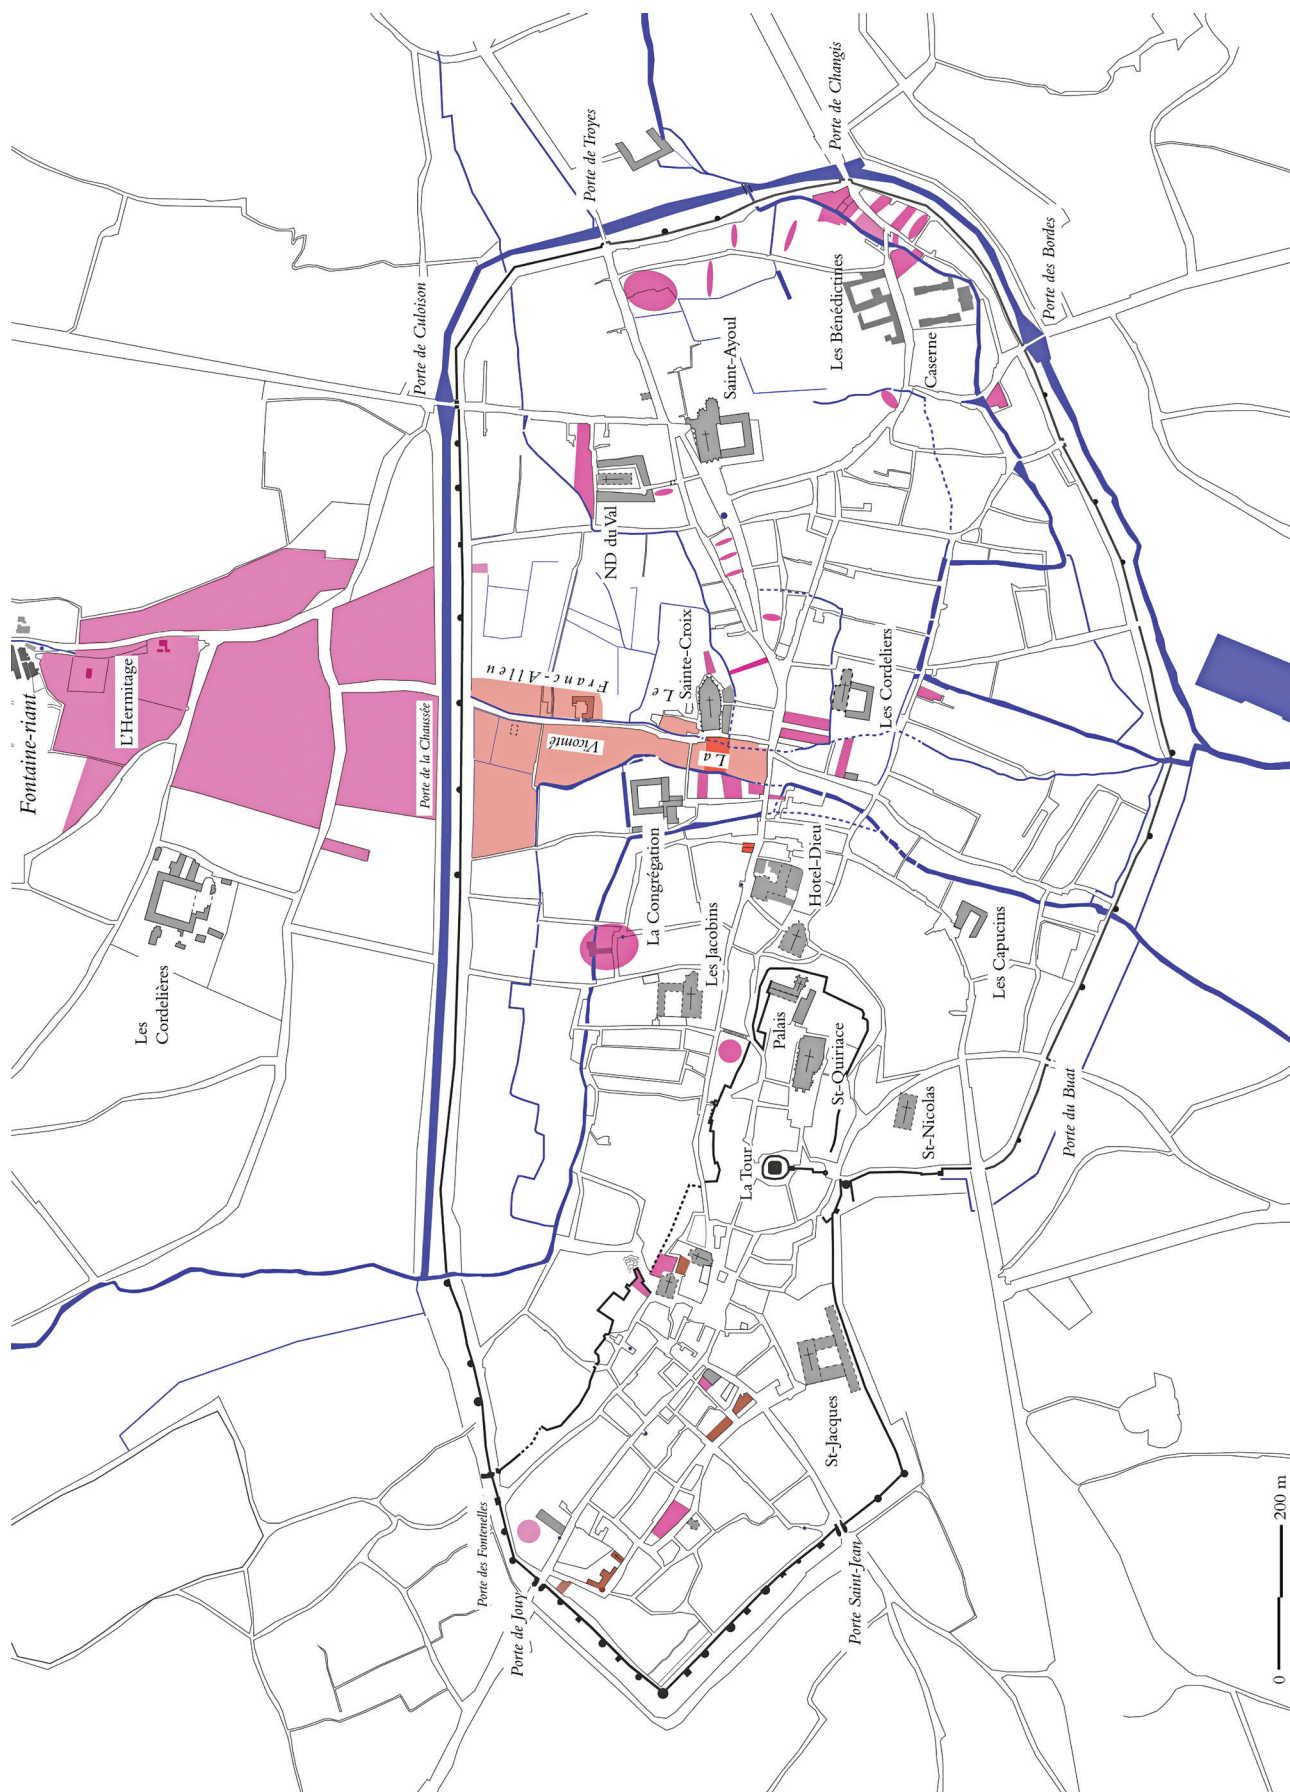 Fontaine-riant
L'Hermitage
Les
Cordelières
Porte de la Chaussée
Porte de Culoison
Porte des Fontenelles
Porte de Jouy
Le Franc-Alleu
La Vicomté
Porte de Troyes
ND du Val
La Congrégation
Sainte-Croix
Les Jacobins
Saint-Ayoul
La Tour
Palais
Hotel-Dieu
St-Quiriace
St-Jacques
Porte Saint-Jean
Les Bénédictines
Porte de Changis
Les Cordeliers
Caserne
St-Nicolas
Les Capucins
Porte des Bordes
Porte du Buat
0 200 m